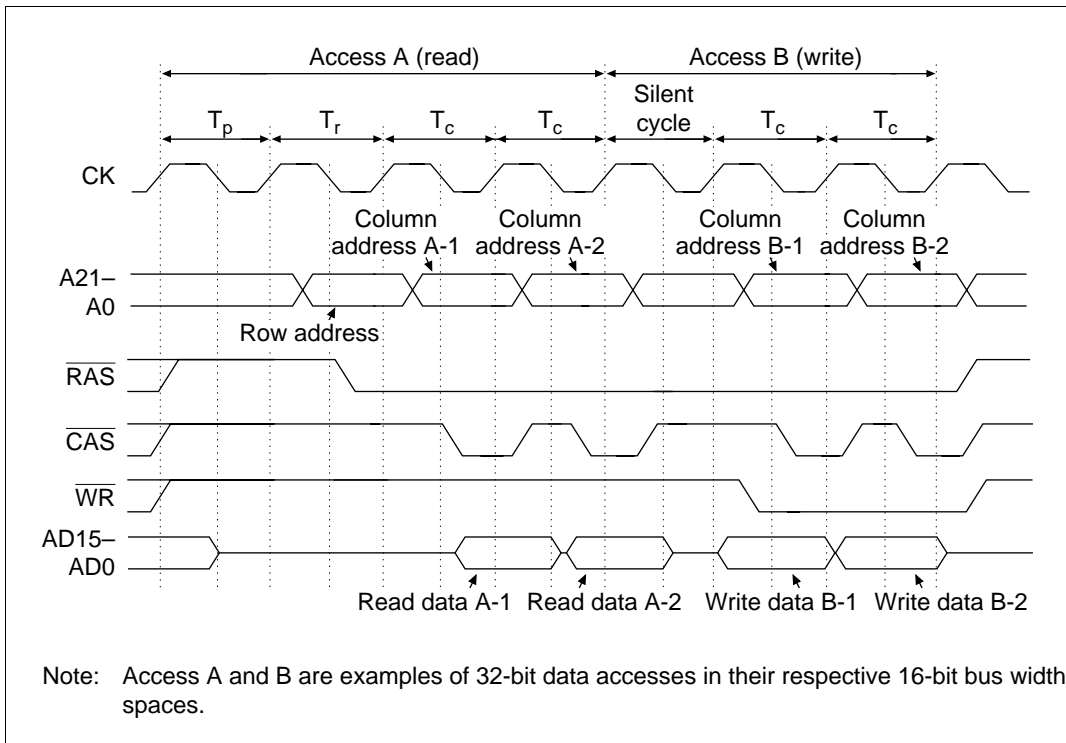 Access A (read) Access B (write)
Silent
cycle
Tp Tr Tc Tc Tc Tc
CK
Column
address A-1
Column
address A-2
Column
address B-1
Column
address B-2
A21–
A0
Row address
RAS
CAS
WR
AD15–
AD0
Read data A-1 Read data A-2 Write data B-1 Write data B-2
Note: Access A and B are examples of 32-bit data accesses in their respective 16-bit bus width
spaces.